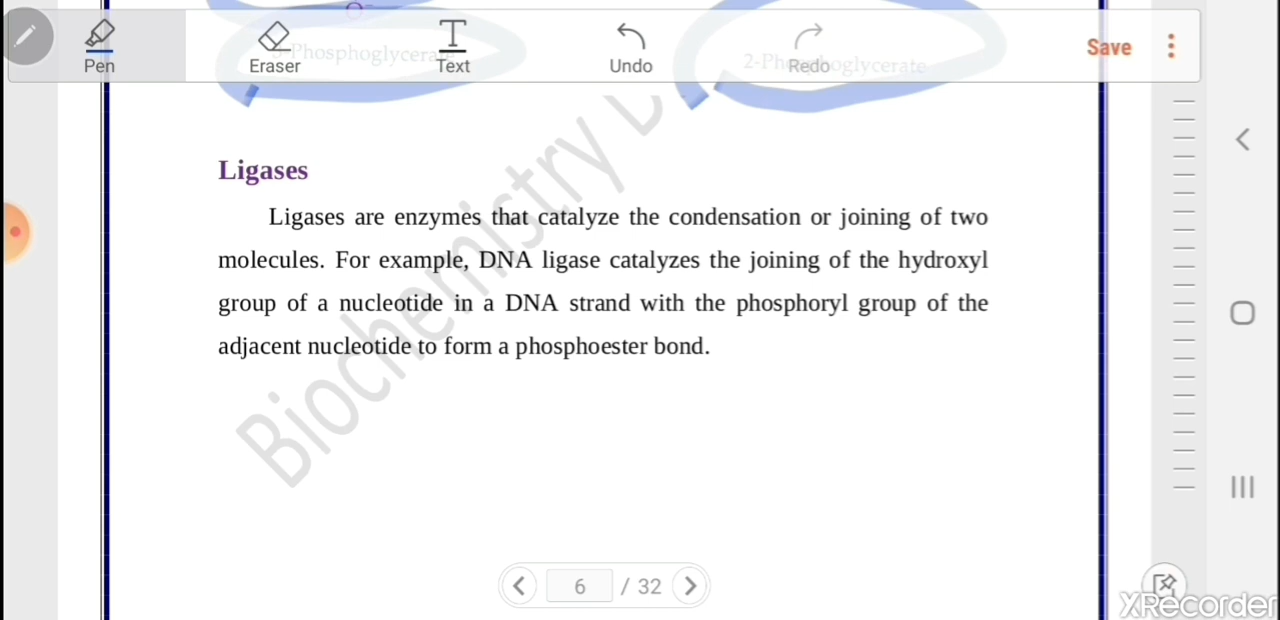 Pen
Eraser
Text
Undo
Redo
Save
2-Phosphoglycerate
Ligases
Ligases are enzymes that catalyze the condensation or joining of two
molecules. For example, DNA ligase catalyzes the joining of the hydroxyl
group of a nucleotide in a DNA strand with the phosphoryl group of the
adjacent nucleotide to form a phosphoester bond.
Biochemistry
6 / 32
XRecorder